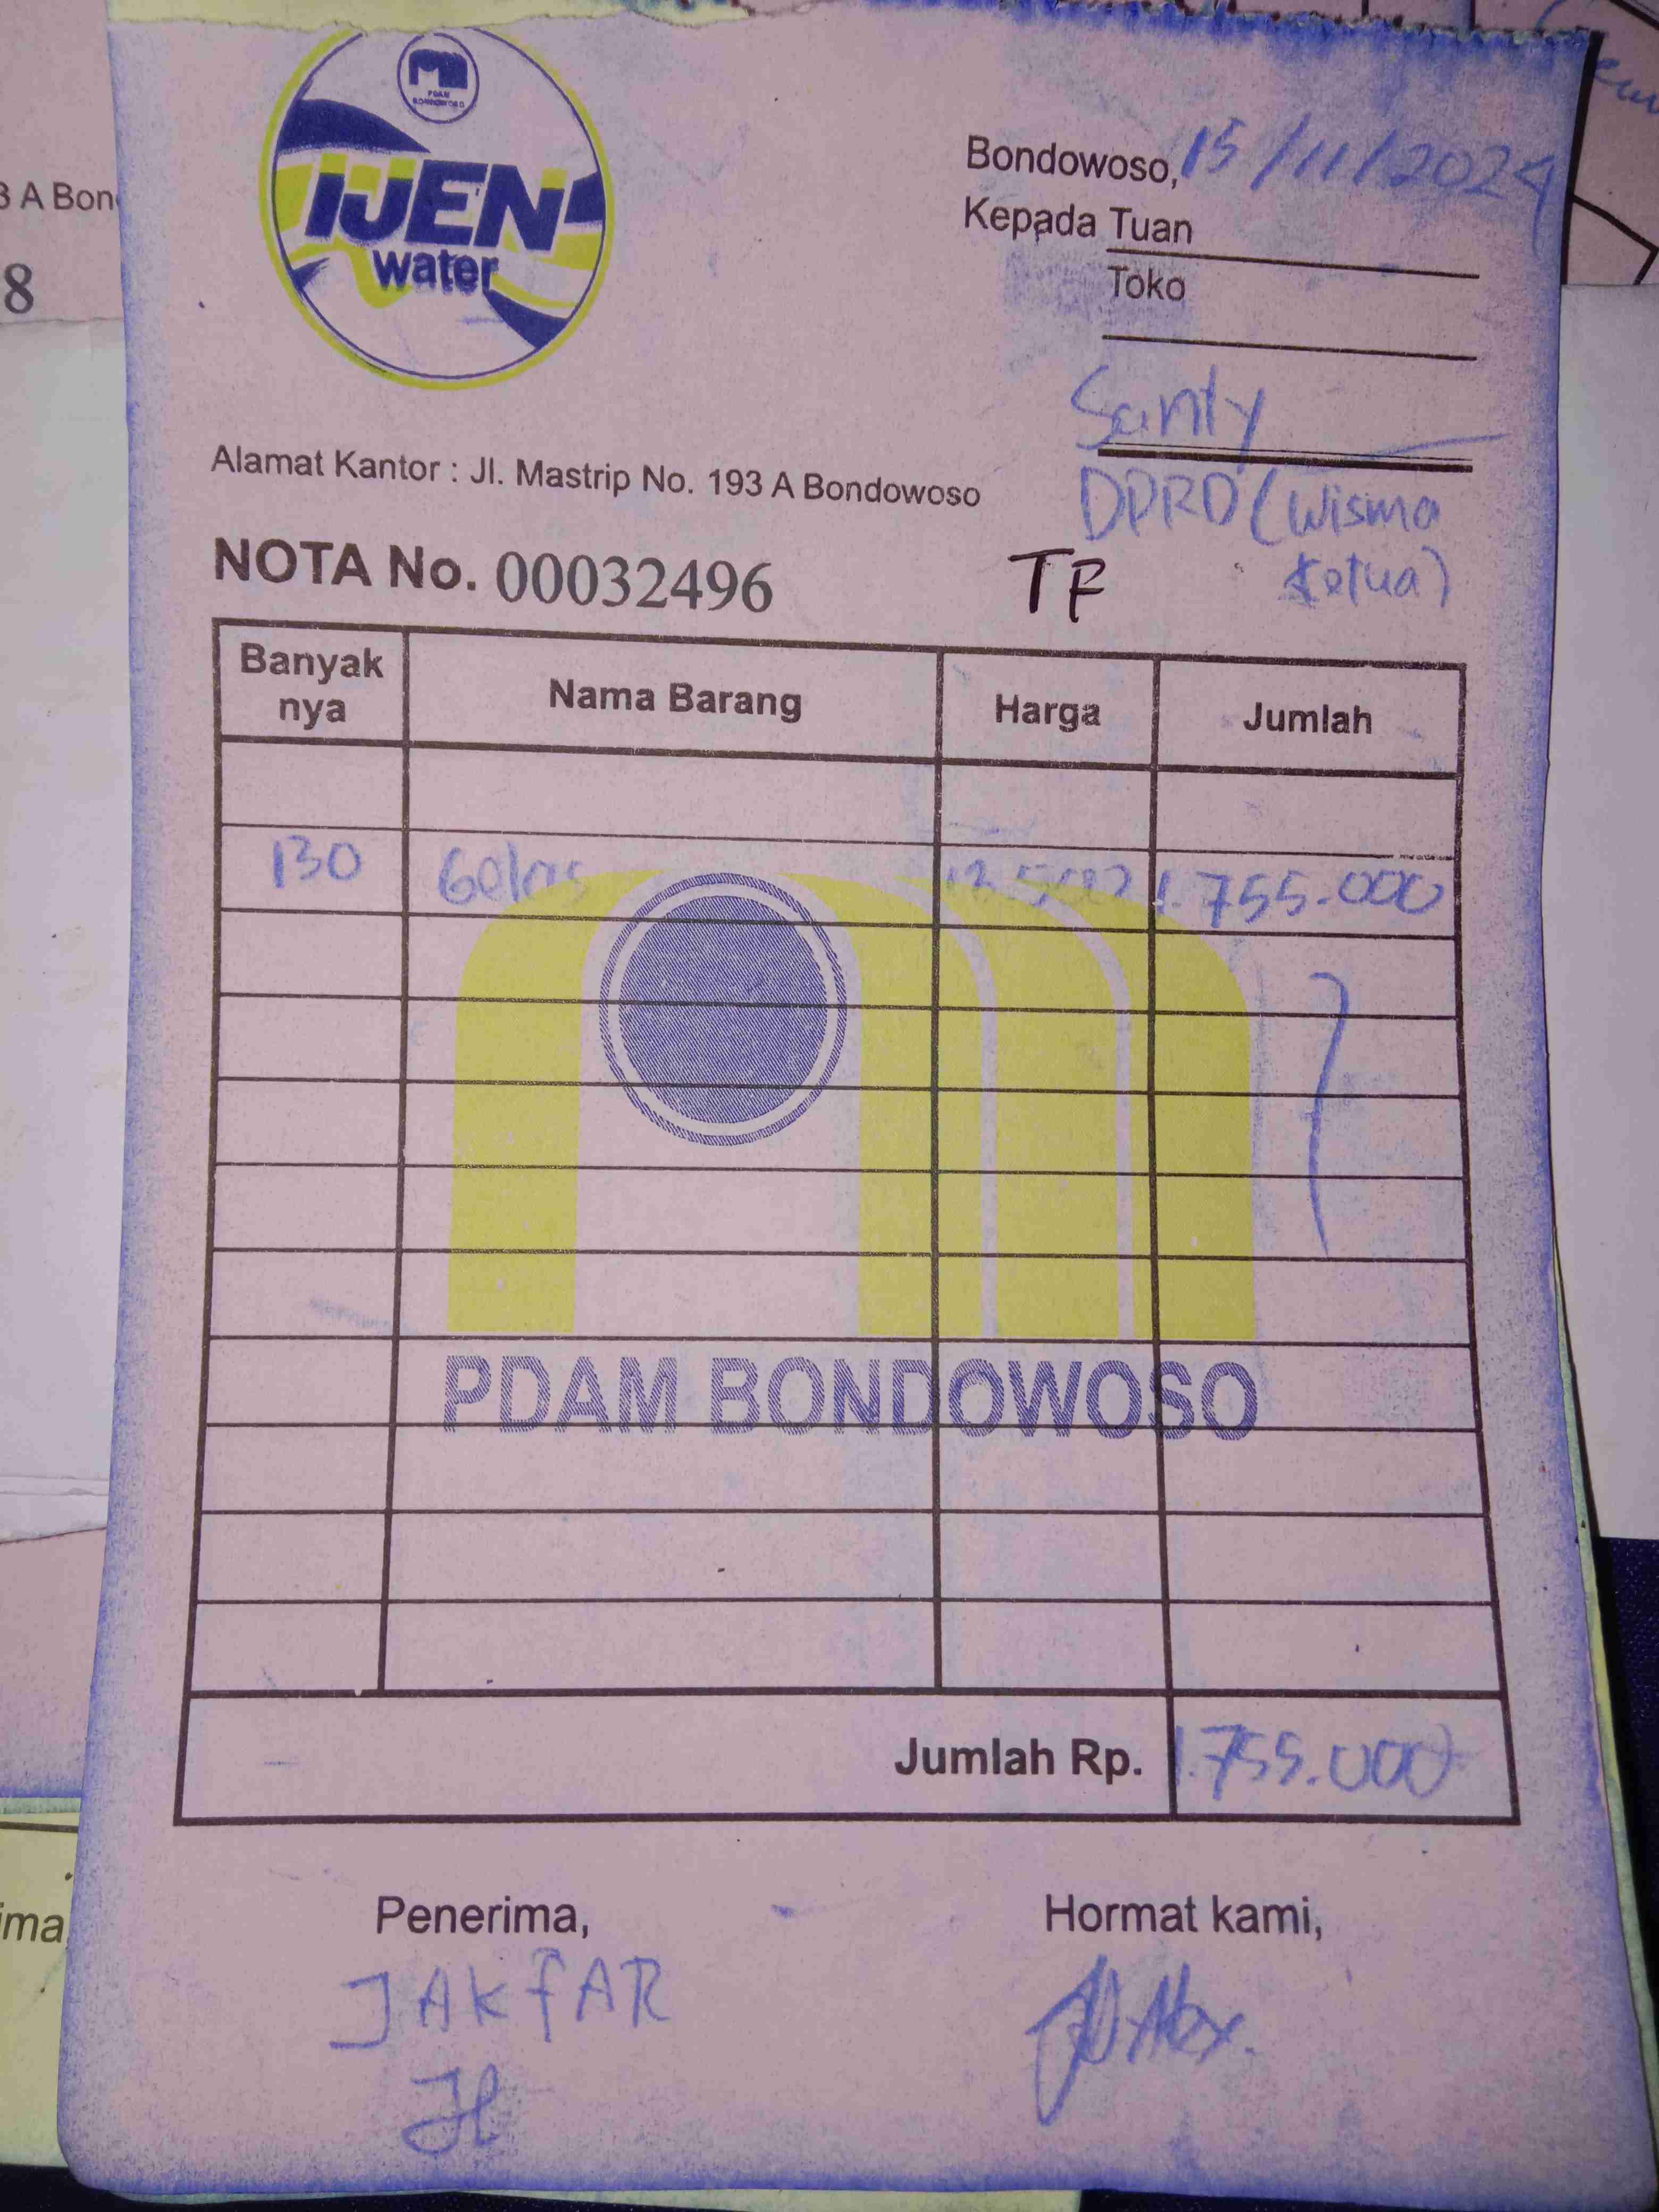 PDAM
BONDOWOSO
IJEN
water
Bondowoso, 15/11/2024
Kepada Tuan
Toko
Santy
DPRD (Wisma
Ketua)
3 A Bon
8
Alamat Kantor : Jl. Mastrip No. 193 A Bondowoso
NOTA No. 00032496
TF
Banyak nya Nama Barang Harga Jumlah
130 Gelas 13.500 1.755.000
PDAM BONDOWOSO
Jumlah Rp. 1.755.000
ima,
Penerima, Hormat kami,
JAKFAR